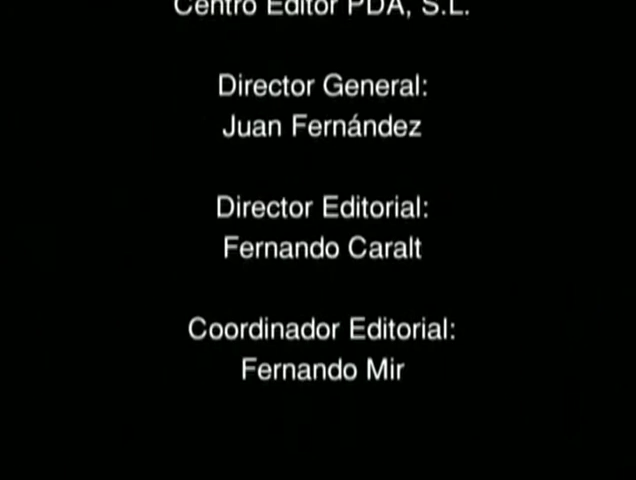 Centro Editor PDA, S.L.
Director General:
Juan Fernández
Director Editorial:
Fernando Caralt
Coordinador Editorial:
Fernando Mir